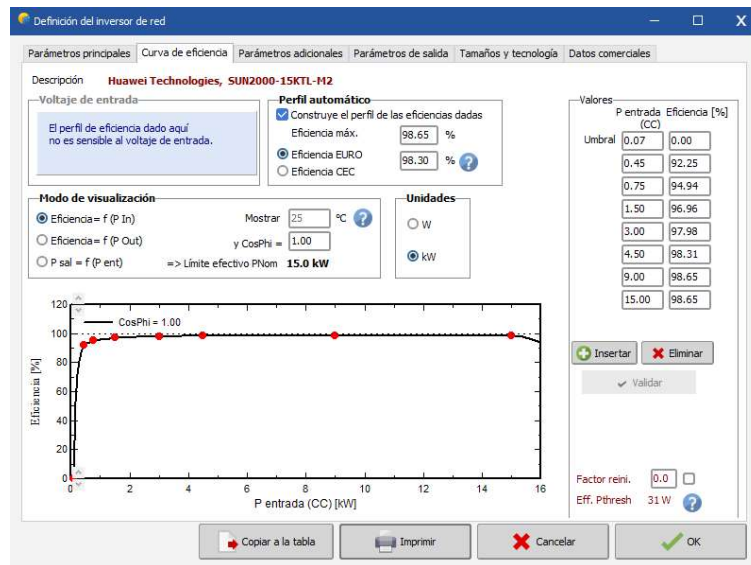 Definición del inversor de red
Parámetros principales Curva de eficiencia Parámetros adicionales Parámetros de salida Tamaños y tecnología Datos comerciales
Descripción Huawei Technologies, SUN2000-15KTL-M2
Voltaje de entrada
El perfil de eficiencia dado aquí
no es sensible al voltaje de entrada.
Perfil automático
Construye el perfil de las eficiencias dadas
Eficiencia máx. 98.65 %
Eficiencia EURO 98.30 % ?
Eficiencia CEC
Modo de visualización
Eficiencia= f (P In) Mostrar 25 ºC ?
Eficiencia= f (P Out) y CosPhi = 1.00
P sal = f (P ent) => Límite efectivo PNom 15.0 kW
Unidades
W
kW
Valores
P entrada Eficiencia [%]
(CC)
Umbral 0.07 0.00
0.45 92.25
0.75 94.94
1.50 96.96
3.00 97.98
4.50 98.31
9.00 98.65
15.00 98.65
Insertar Eliminar
Validar
Factor reini. 0.0
Eff. Pthresh 31 W ?
CosPhi = 1.00
Eficiencia [%]
120
100
80
60
40
20
0
0 2 4 6 8 10 12 14 16
P entrada (CC) [kW]
Copiar a la tabla Imprimir Cancelar OK